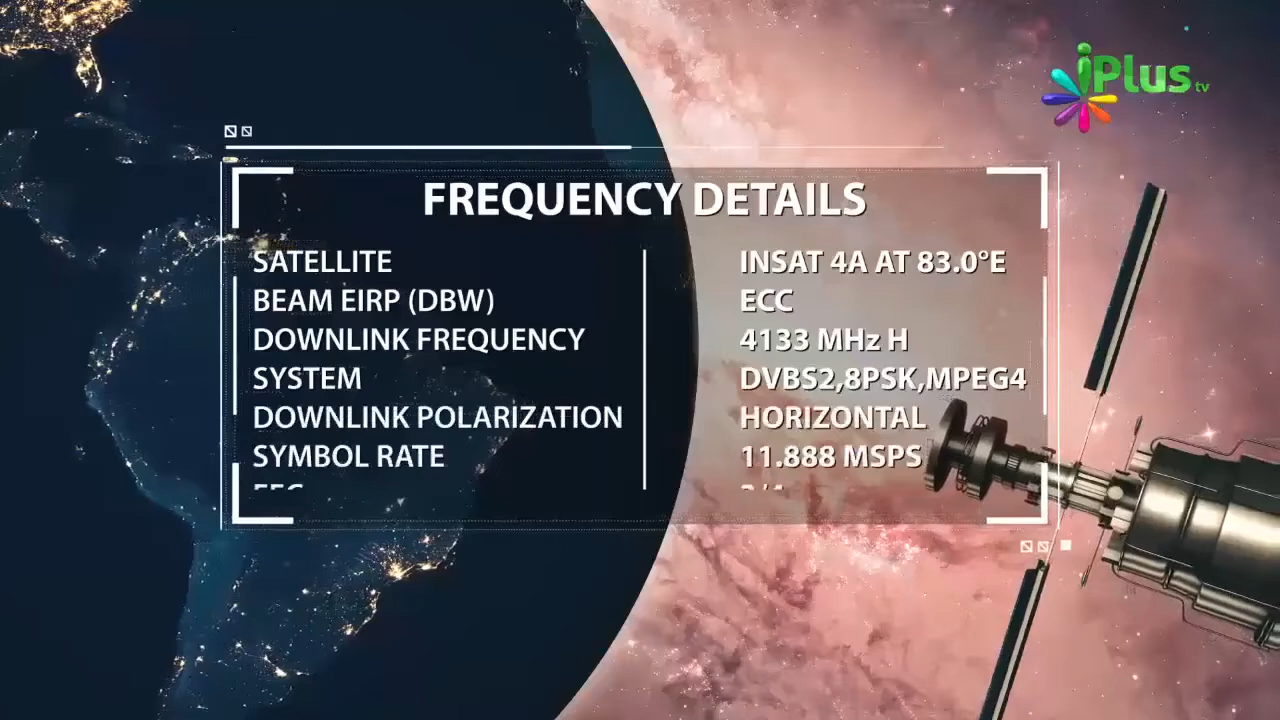 iPlus tv
FREQUENCY DETAILS
SATELLITE INSAT 4A AT 83.0°E
BEAM EIRP (DBW) ECC
DOWNLINK FREQUENCY 4133 MHz H
SYSTEM DVBS2,8PSK,MPEG4
DOWNLINK POLARIZATION HORIZONTAL
SYMBOL RATE 11.888 MSPS